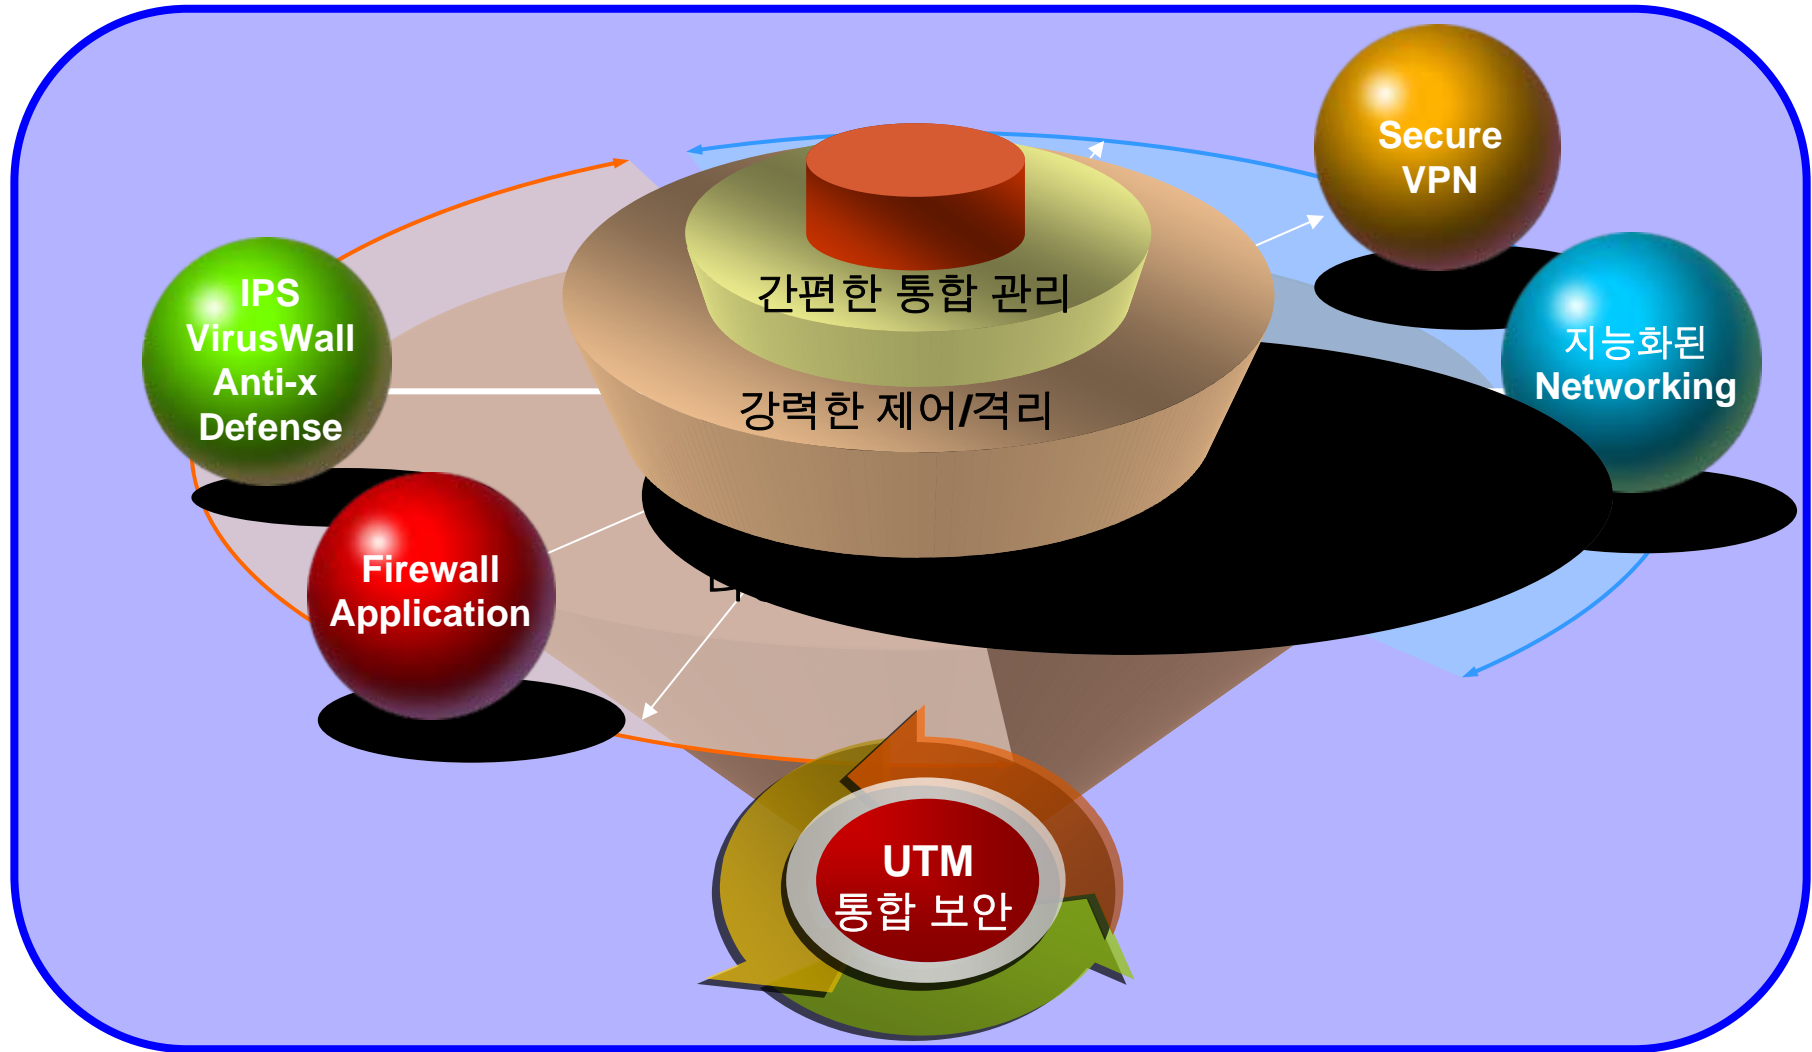 Secure
VPN
IPS
VirusWall
Anti-x
Defense
간편한 통합 관리
지능화된
Networking
강력한 제어/격리
Firewall
Application
UTM
통합 보안